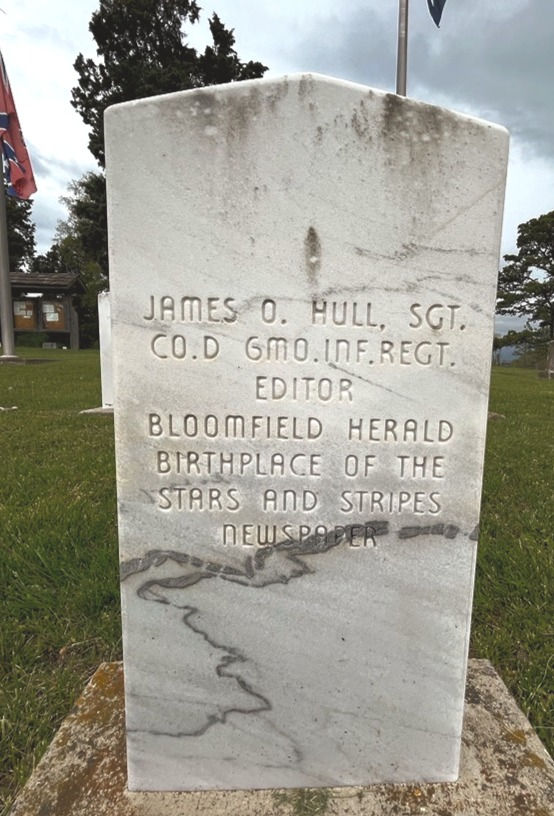 JAMES O. HULL, SGT.
CO.D 6MO.INF.REGT.
EDITOR
BLOOMFIELD HERALD
BIRTHPLACE OF THE
STARS AND STRIPES
NEWSPAPER